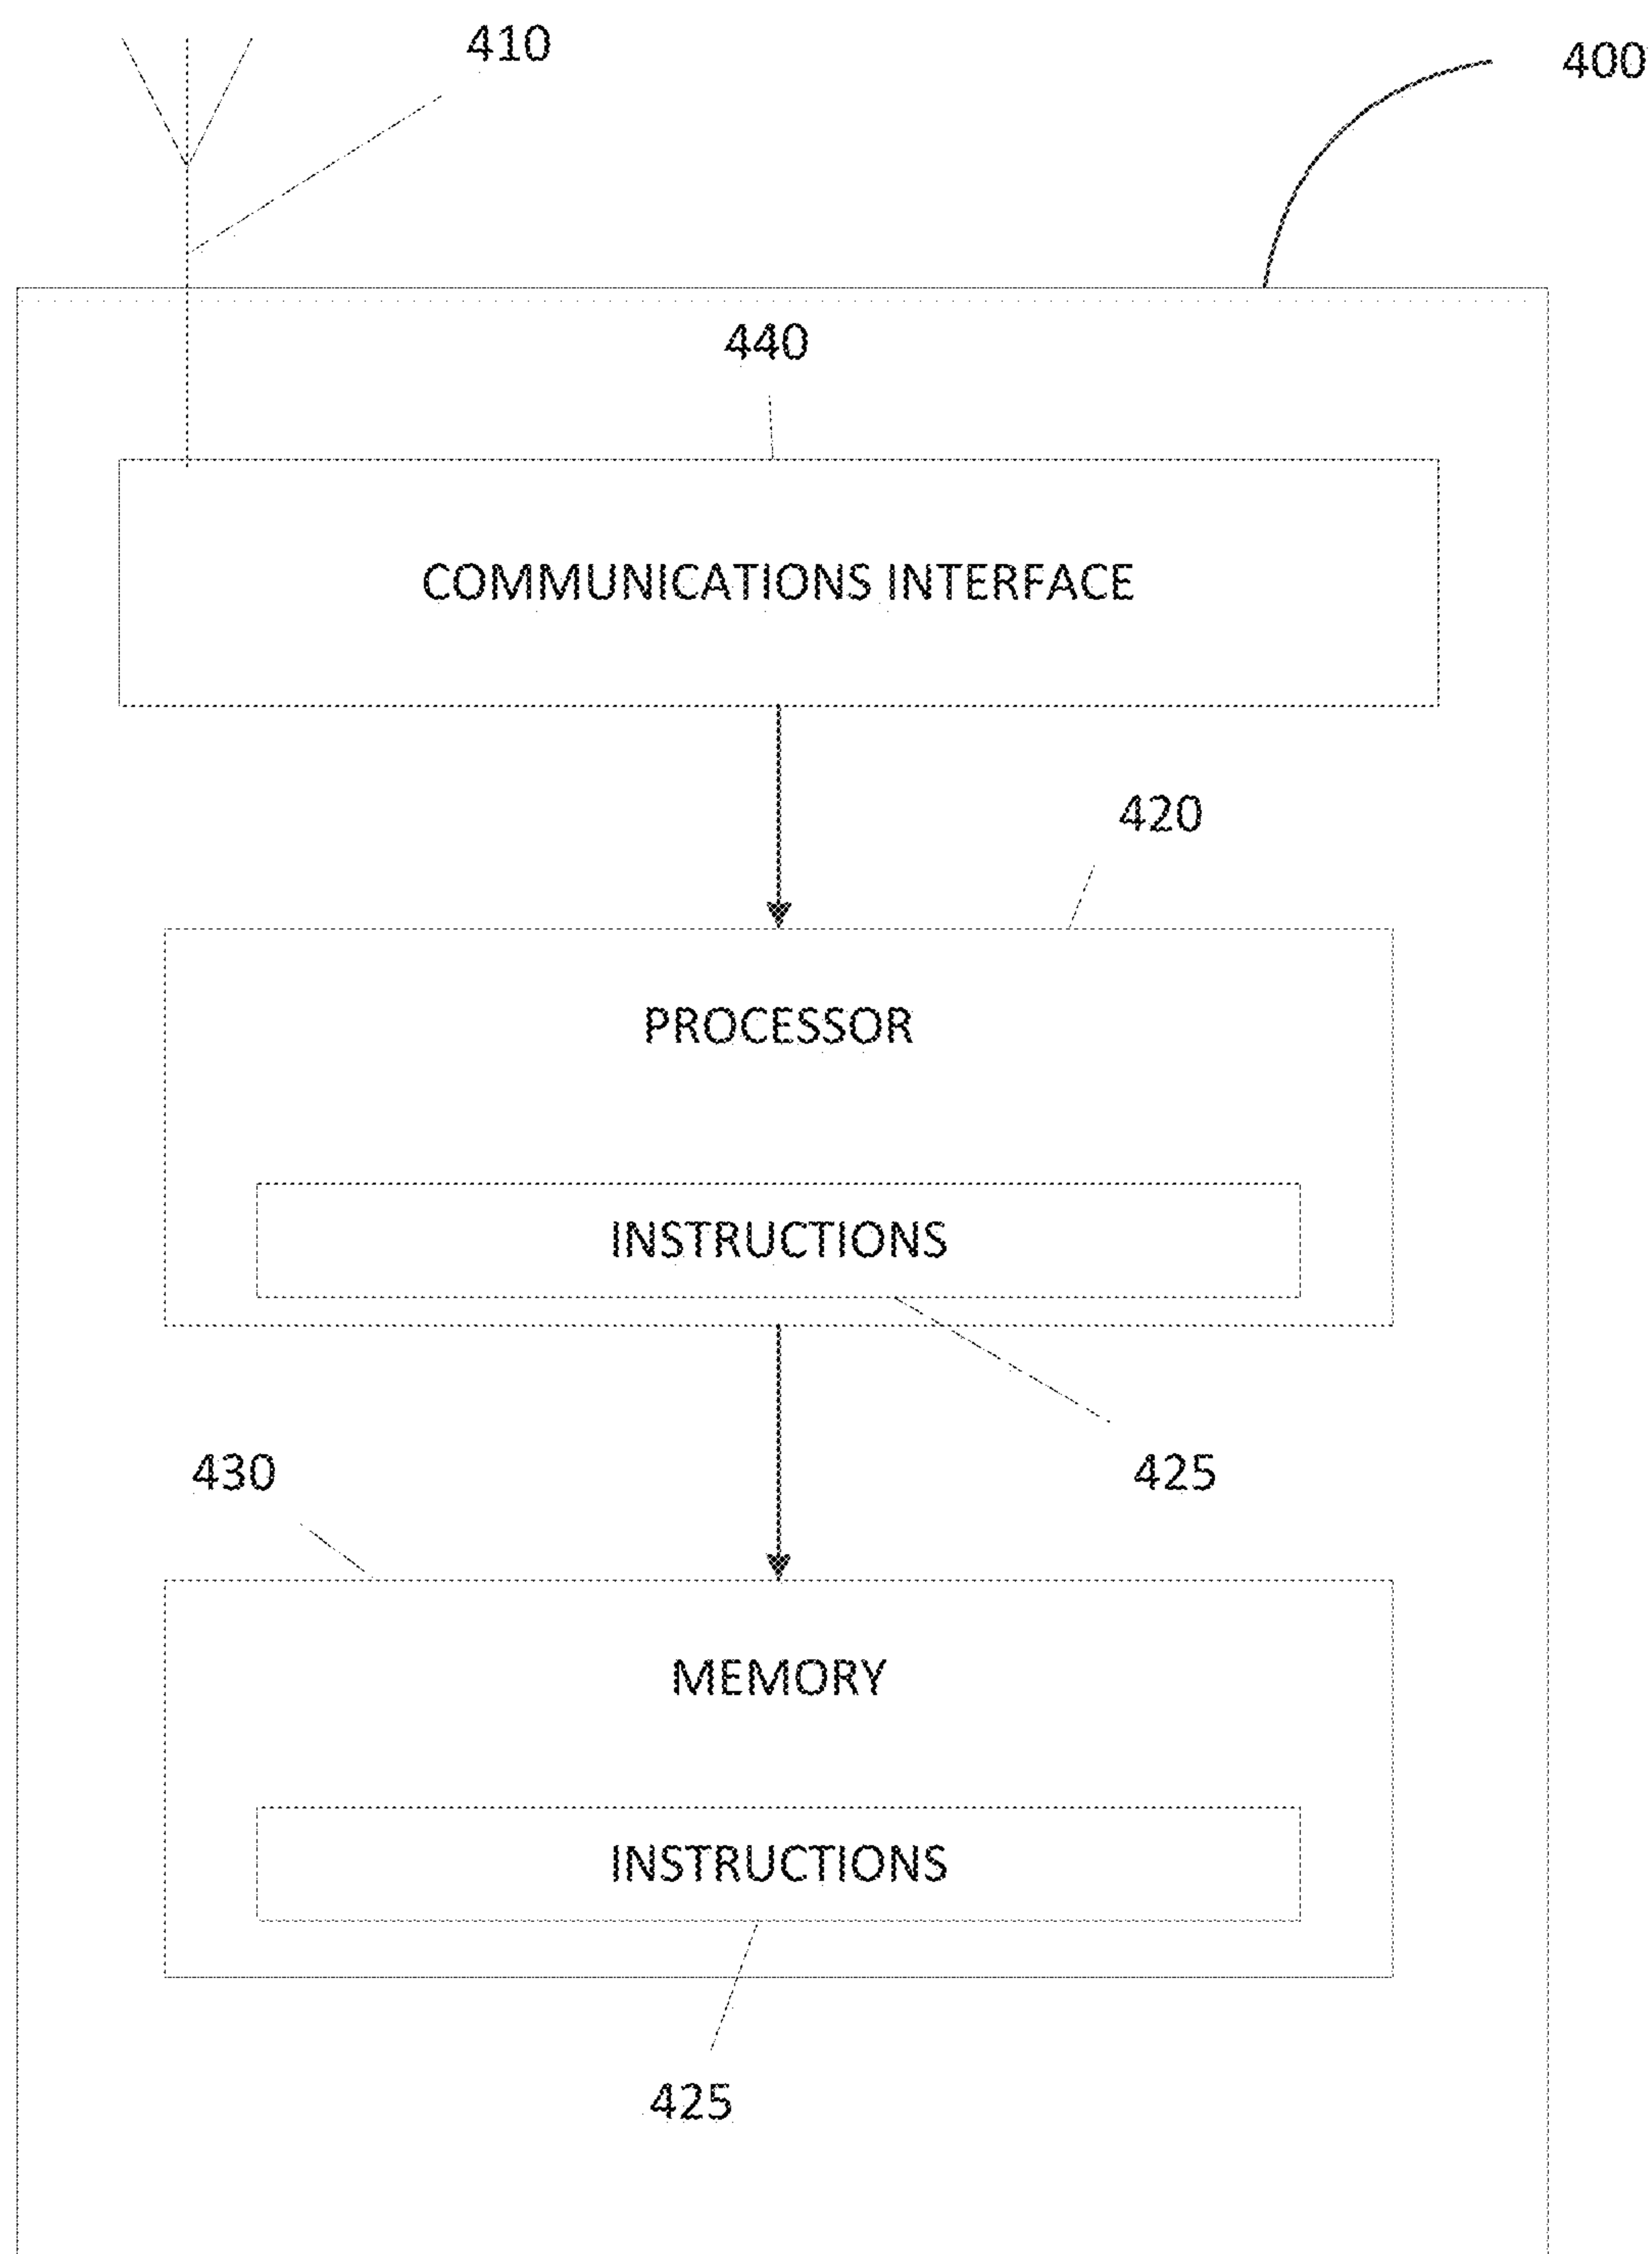 410
400
440
COMMUNICATIONS INTERFACE
420
PROCESSOR
INSTRUCTIONS
430
425
MEMORY
INSTRUCTIONS
425